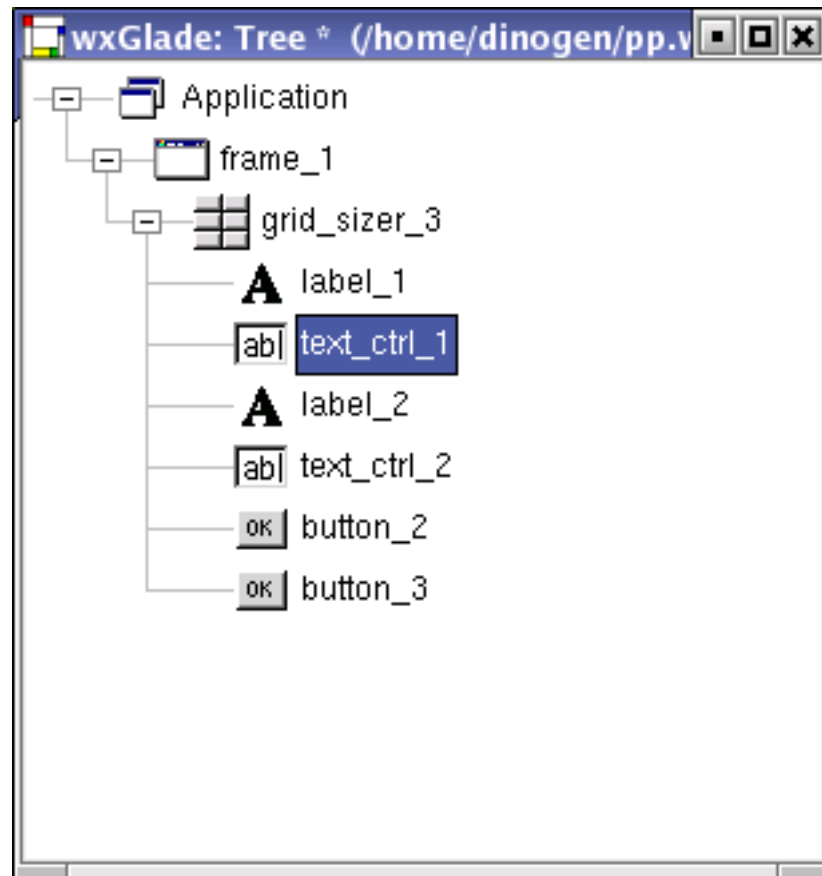 wxGlade: Tree * (/home/dinogen/pp.w
Application
frame_1
grid_sizer_3
label_1
ab text_ctrl_1
label_2
ab text_ctrl_2
OK button_2
OK button_3